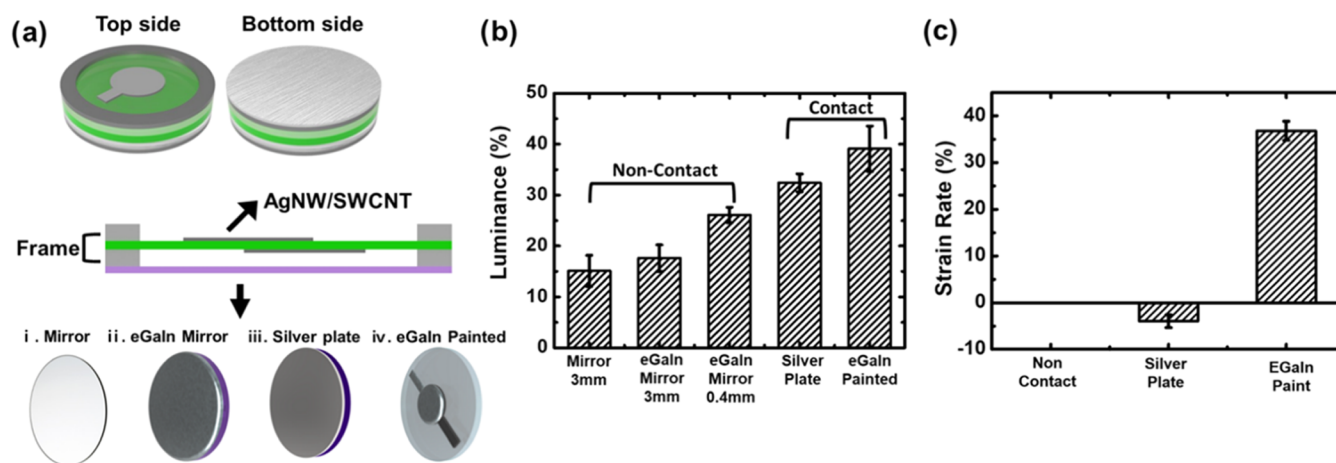 (a)
Top side
Bottom side
AgNW/SWCNT
Frame
i . Mirror
ii. eGaIn Mirror
iii. Silver plate
iv. eGaIn Painted
(b)
Luminance (%)
50
40
30
20
10
0
Non-Contact
Contact
Mirror
3mm
eGaIn
Mirror
3mm
eGaIn
Mirror
0.4mm
Silver
Plate
eGaIn
Painted
(c)
Strain Rate (%)
40
30
20
10
0
-10
Non
Contact
Silver
Plate
EGaIn
Paint